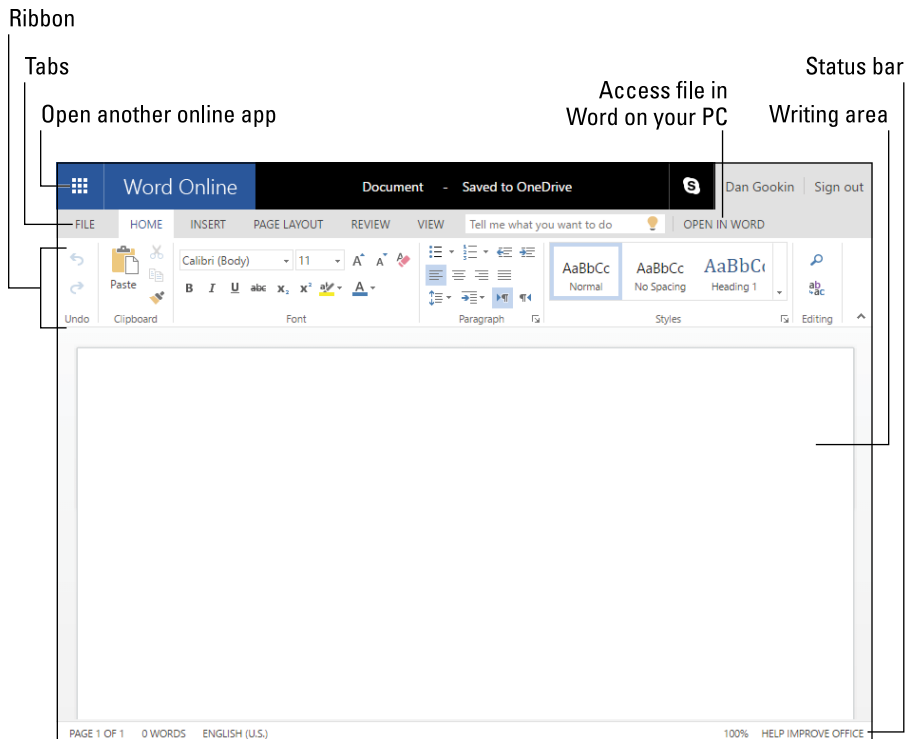 Ribbon
Tabs
Status bar
Access file in
Open another online app
Word on your PC
Writing area
Word Online
Document - Saved to OneDrive
Dan Gookin
Sign out
FILE HOME INSERT PAGE LAYOUT REVIEW VIEW Tell me what you want to do OPEN IN WORD
Calibri (Body) 11 A A
Paste
B I U abc x₂ x² aby A
AaBbCc AaBbCc AaBbCc
Normal No Spacing Heading 1
ab
ac
Undo Clipboard Font Paragraph Styles Editing
PAGE 1 OF 1 0 WORDS ENGLISH (U.S.) 100% HELP IMPROVE OFFICE